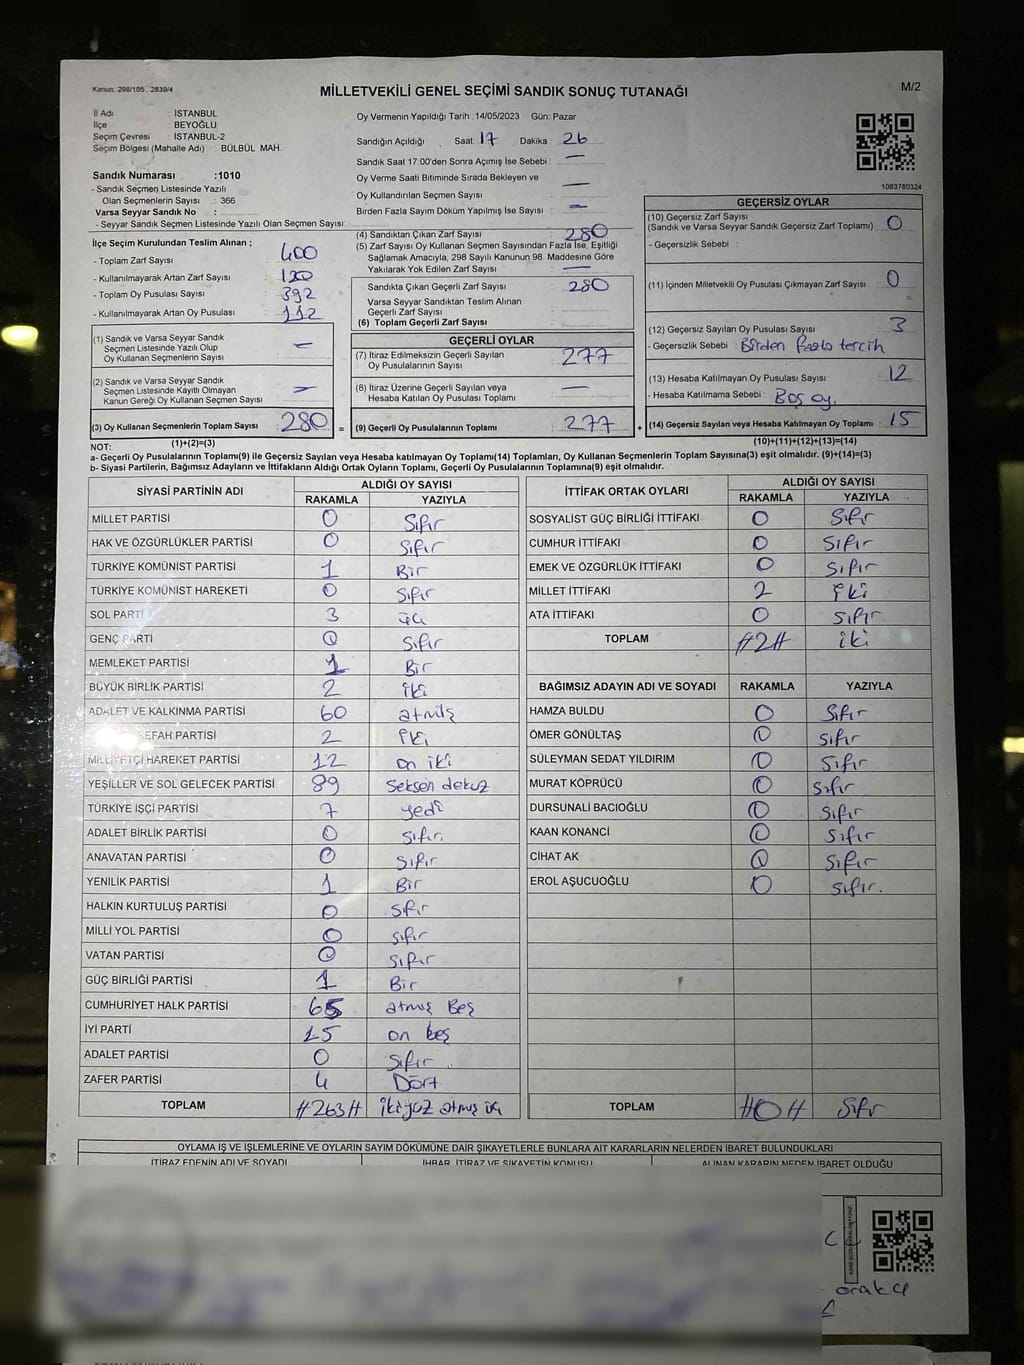 Kanun: 298/105, 2839/4
MİLLETVEKİLİ GENEL SEÇİMİ SANDIK SONUÇ TUTANAĞI
M/2
İl Adı : İSTANBUL
İlçe : BEYOĞLU
Seçim Çevresi : İSTANBUL-2
Seçim Bölgesi (Mahalle Adı) : BÜLBÜL MAH.
Sandık Numarası :1010
- Sandık Seçmen Listesinde Yazılı
Olan Seçmenlerin Sayısı : 366
Varsa Seyyar Sandık No :
- Seyyar Sandık Seçmen Listesinde Yazılı Olan Seçmen Sayısı:
Oy Vermenin Yapıldığı Tarih : 14/05/2023 Gün: Pazar
Sandığın Açıldığı Saat 17 Dakika : 26
Sandık Saat 17:00'den Sonra Açımış İse Sebebi : —
Oy Verme Saati Bitiminde Sırada Bekleyen ve
Oy Kullandırılan Seçmen Sayısı : —
Birden Fazla Sayım Döküm Yapılmış İse Sayısı : —
1083780324
İlçe Seçim Kurulundan Teslim Alınan ;
- Toplam Zarf Sayısı : 400
- Kullanılmayarak Artan Zarf Sayısı : 120
- Toplam Oy Pusulası Sayısı : 392
- Kullanılmayarak Artan Oy Pusulası : 112
(1) Sandık ve Varsa Seyyar Sandık
Seçmen Listesinde Yazılı Olup
Oy Kullanan Seçmenlerin Sayısı : —
(2) Sandık ve Varsa Seyyar Sandık
Seçmen Listesinde Kayıtlı Olmayan
Kanun Gereği Oy Kullanan Seçmen Sayısı : —
(3) Oy Kullanan Seçmenlerin Toplam Sayısı : 280 =
(1)+(2)=(3)
(4) Sandıktan Çıkan Zarf Sayısı : 280
(5) Zarf Sayısı Oy Kullanan Seçmen Sayısından Fazla İse, Eşitliği
Sağlamak Amacıyla, 298 Sayılı Kanunun 98. Maddesine Göre
Yakılarak Yok Edilen Zarf Sayısı : —
Sandıkta Çıkan Geçerli Zarf Sayısı : 280
Varsa Seyyar Sandıktan Teslim Alınan
Geçerli Zarf Sayısı :
(6) Toplam Geçerli Zarf Sayısı :
GEÇERLİ OYLAR
(7) İtiraz Edilmeksizin Geçerli Sayılan
Oy Pusulalarının Sayısı : 277
(8) İtiraz Üzerine Geçerli Sayılan veya
Hesaba Katılan Oy Pusulası Toplamı : —
(9) Geçerli Oy Pusulalarının Toplamı : 277 +
GEÇERSİZ OYLAR
(10) Geçersiz Zarf Sayısı
(Sandık ve Varsa Seyyar Sandık Geçersiz Zarf Toplamı) : 0
- Geçersizlik Sebebi :
(11) İçinden Milletvekili Oy Pusulası Çıkmayan Zarf Sayısı : 0
(12) Geçersiz Sayılan Oy Pusulası Sayısı : 3
- Geçersizlik Sebebi : Birden fazla tercih
(13) Hesaba Katılmayan Oy Pusulası Sayısı : 12
- Hesaba Katılmama Sebebi : Boş oy.
(14) Geçersiz Sayılan veya Hesaba Katılmayan Oy Toplamı : 15
(10)+(11)+(12)+(13)=(14)
NOT:
a- Geçerli Oy Pusulalarının Toplamı(9) ile Geçersiz Sayılan veya Hesaba katılmayan Oy Toplamı(14) Toplamları, Oy Kullanan Seçmenlerin Toplam Sayısına(3) eşit olmalıdır. (9)+(14)=(3)
b- Siyasi Partilerin, Bağımsız Adayların ve İttifakların Aldığı Ortak Oyların Toplamı, Geçerli Oy Pusulalarının Toplamına(9) eşit olmalıdır.
SİYASİ PARTİNİN ADI ALDIĞI OY SAYISI
RAKAMLA YAZIYLA
MİLLET PARTİSİ 0 Sıfır
HAK VE ÖZGÜRLÜKLER PARTİSİ 0 Sıfır
TÜRKİYE KOMÜNİST PARTİSİ 1 Bir
TÜRKİYE KOMÜNİST HAREKETİ 0 Sıfır
SOL PARTİ 3 üç
GENÇ PARTİ 0 Sıfır
MEMLEKET PARTİSİ 1 Bir
BÜYÜK BİRLİK PARTİSİ 2 iki
ADALET VE KALKINMA PARTİSİ 60 atmış
REFAH PARTİSİ 2 iki
MİLLİYETÇİ HAREKET PARTİSİ 12 on iki
YEŞİLLER VE SOL GELECEK PARTİSİ 89 Seksen dokuz
TÜRKİYE İŞÇİ PARTİSİ 7 yedi
ADALET BİRLİK PARTİSİ 0 sıfır
ANAVATAN PARTİSİ 0 Sıfır
YENİLİK PARTİSİ 1 Bir
HALKIN KURTULUŞ PARTİSİ 0 sıfır
MİLLİ YOL PARTİSİ 0 sıfır
VATAN PARTİSİ 0 sıfır
GÜÇ BİRLİĞİ PARTİSİ 1 Bir
CUMHURİYET HALK PARTİSİ 65 atmış Beş
İYİ PARTİ 15 on beş
ADALET PARTİSİ 0 Sıfır
ZAFER PARTİSİ 4 Dört
TOPLAM #263# ikiyüz atmış üç
İTTİFAK ORTAK OYLARI ALDIĞI OY SAYISI
RAKAMLA YAZIYLA
SOSYALİST GÜÇ BİRLİĞİ İTTİFAKI 0 Sıfır
CUMHUR İTTİFAKI 0 Sıfır
EMEK VE ÖZGÜRLÜK İTTİFAKI 0 Sıfır
MİLLET İTTİFAKI 2 iki
ATA İTTİFAKI 0 sıfır
TOPLAM #2# iki
BAĞIMSIZ ADAYIN ADI VE SOYADI RAKAMLA YAZIYLA
HAMZA BULDU 0 Sıfır
ÖMER GÖNÜLTAŞ 0 sıfır
SÜLEYMAN SEDAT YILDIRIM 0 Sıfır
MURAT KÖPRÜCÜ 0 sıfır
DURSUNALİ BACIOĞLU 0 sıfır
KAAN KONANCİ 0 sıfır
CİHAT AK 0 sıfır
EROL AŞUCUOĞLU 0 sıfır.
TOPLAM #0# Sıfır
OYLAMA İŞ VE İŞLEMLERİNE VE OYLARIN SAYIM DÖKÜMÜNE DAİR ŞİKAYETLERLE BUNLARA AİT KARARLARIN NELERDEN İBARET BULUNDUKLARI
İTİRAZ EDENİN ADI VE SOYADI İHBAR, İTİRAZ VE ŞİKAYETİN KONUSU ALINAN KARARIN NEDEN İBARET OLDUĞU